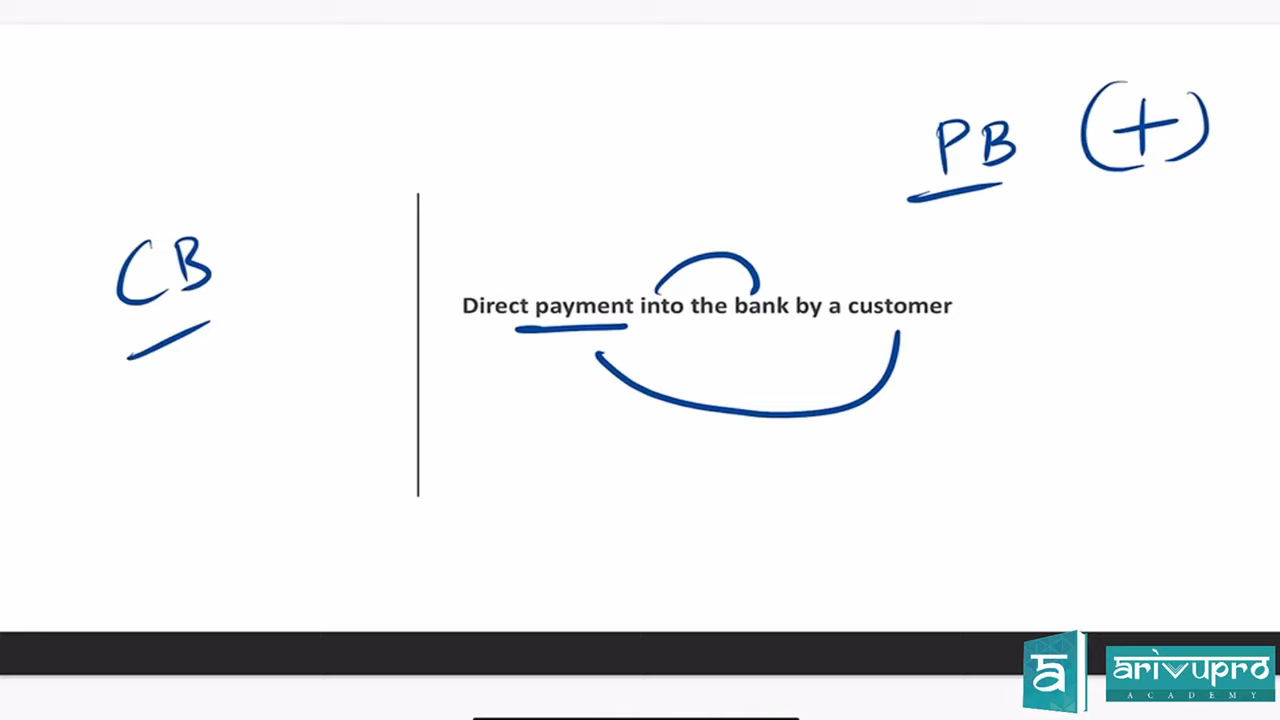 PB (+)
CB
Direct payment into the bank by a customer
a
arivupro
ACADEMY